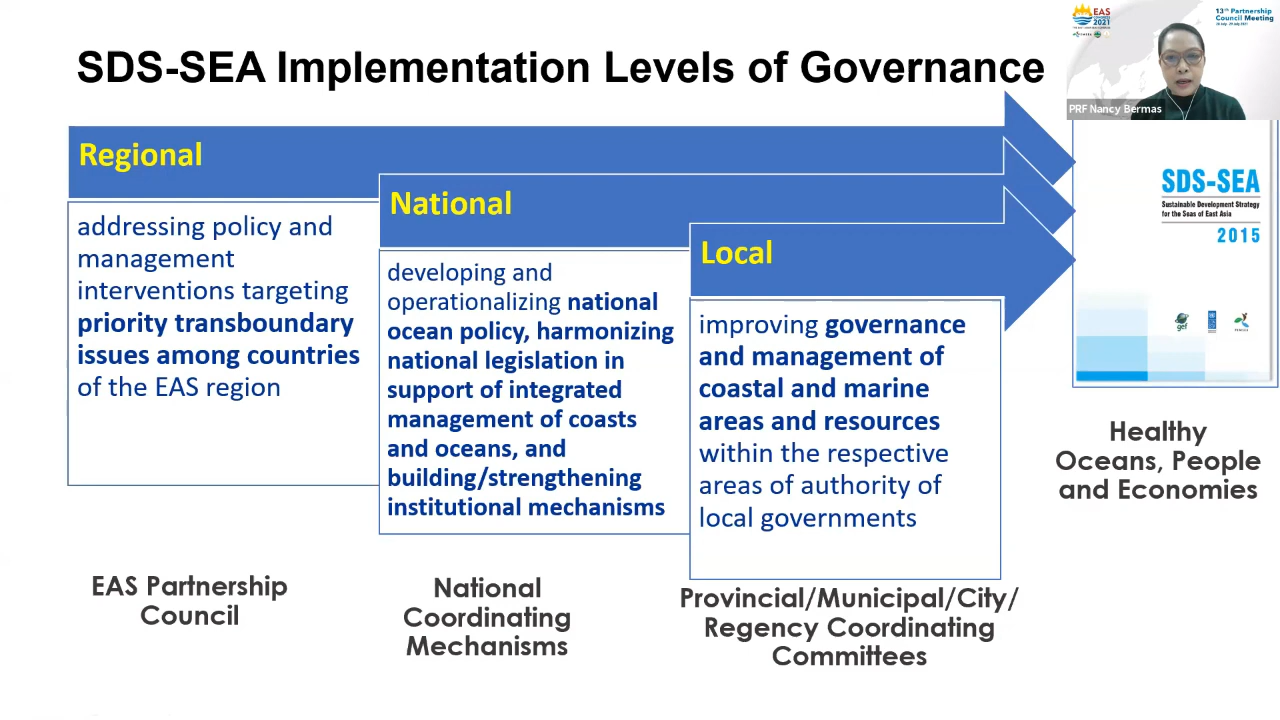 SDS-SEA Implementation Levels of Governance
EAS
CONGRESS
2021
13th Partnership
Council Meeting
PRF Nancy Bermas
Regional
addressing policy and
management
interventions targeting
priority transboundary
issues among countries
of the EAS region
EAS Partnership
Council
National
developing and
operationalizing national
ocean policy, harmonizing
national legislation in
support of integrated
management of coasts
and oceans, and
building/strengthening
institutional mechanisms
National
Coordinating
Mechanisms
Local
improving governance
and management of
coastal and marine
areas and resources
within the respective
areas of authority of
local governments
Provincial/Municipal/City/
Regency Coordinating
Committees
SDS-SEA
Sustainable Development Strategy
for the Seas of East Asia
2015
gef
Healthy
Oceans, People
and Economies